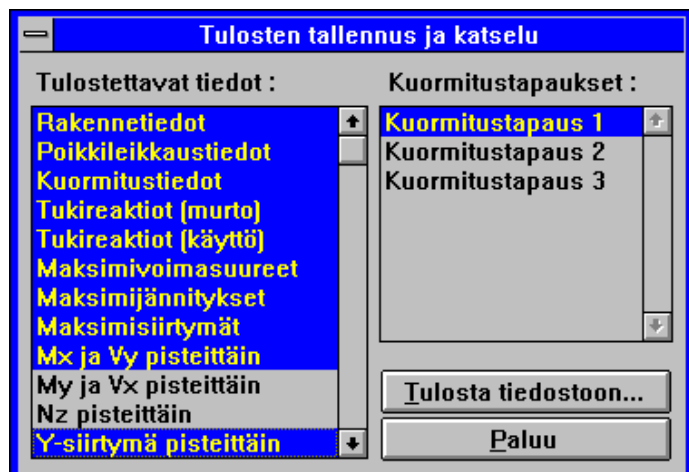 Tulosten tallennus ja katselu
Tulostettavat tiedot :
Rakennetiedot
Poikkileikkaustiedot
Kuormitustiedot
Tukireaktiot (murto)
Tukireaktiot (käyttö)
Maksimivoimasuureet
Maksimijännitykset
Maksimisiirtymät
Mx ja Vy pisteittäin
My ja Vx pisteittäin
Nz pisteittäin
Y-siirtymä pisteittäin
Kuormitustapaukset :
Kuormitustapaus 1
Kuormitustapaus 2
Kuormitustapaus 3
Tulosta tiedostoon...
Paluu